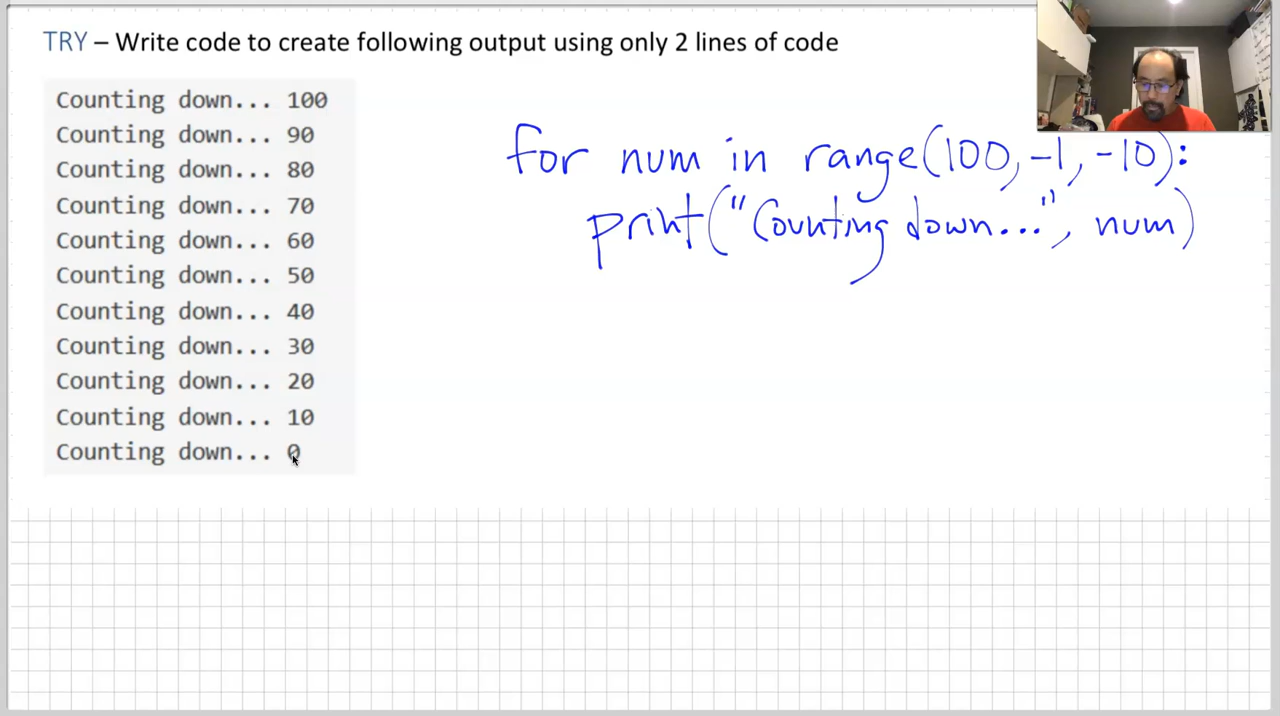 TRY – Write code to create following output using only 2 lines of code
Counting down... 100
Counting down... 90
Counting down... 80
Counting down... 70
Counting down... 60
Counting down... 50
Counting down... 40
Counting down... 30
Counting down... 20
Counting down... 10
Counting down... 0
for num in range(100, -1, -10):
print("Counting down...", num)